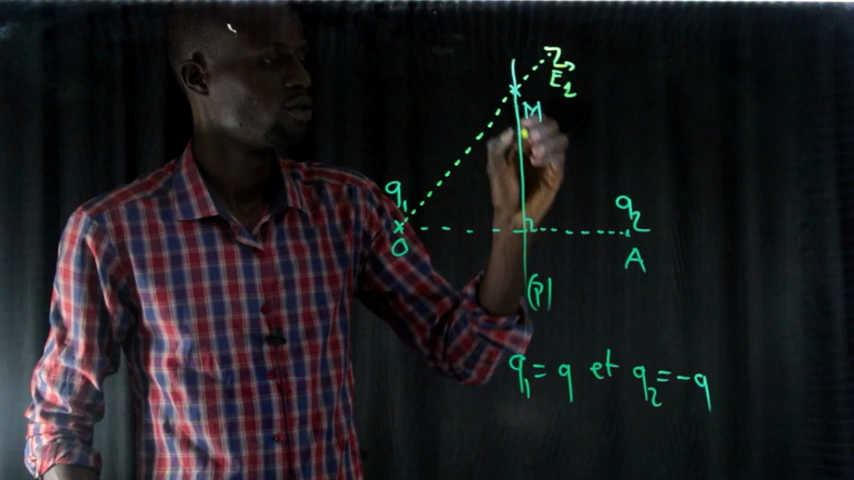 E₂
M
q₁
q₂
O
A
(P)
q₁ = q et q₂ = -q